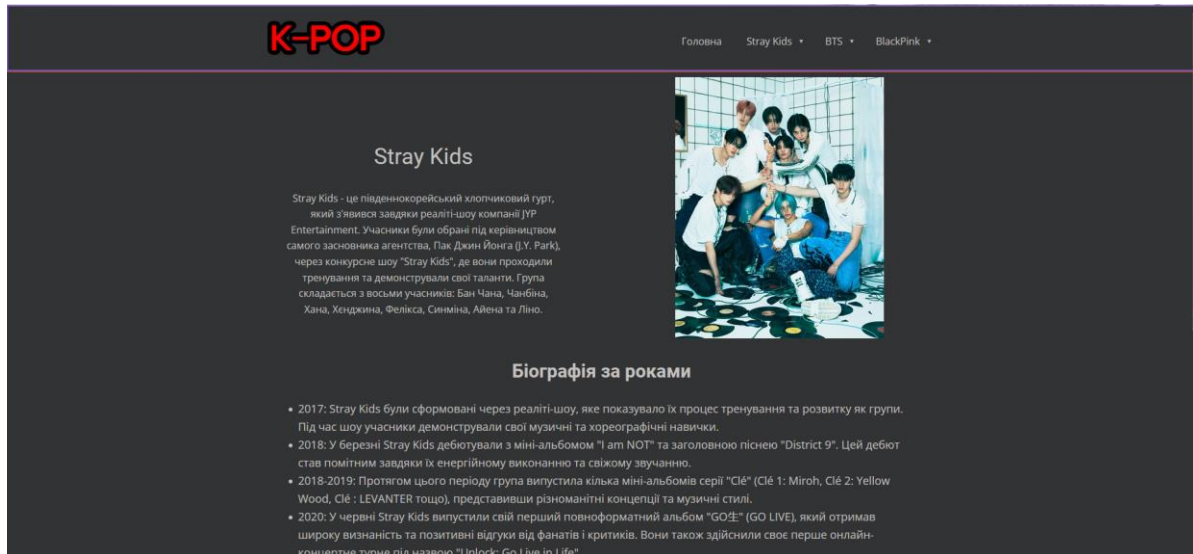 K-POP
Головна Stray Kids BTS BlackPink
Stray Kids
Stray Kids - це південнокорейський хлопчиковий гурт,
який з'явився завдяки реаліті-шоу компанії JYP
Entertainment. Учасники були обрані під керівництвом
самого засновника агентства, Пак Джин Йонга (J.Y. Park),
через конкурсне шоу "Stray Kids", де вони проходили
тренування та демонстрували свої таланти. Група
складається з восьми учасників: Бан Чана, Чанбіна,
Хана, Хенджина, Фелікса, Синміна, Айена та Ліно.
Біографія за роками
• 2017: Stray Kids були сформовані через реаліті-шоу, яке показувало їх процес тренування та розвитку як групи.
Під час шоу учасники демонстрували свої музичні та хореографічні навички.
• 2018: У березні Stray Kids дебютували з міні-альбомом "I am NOT" та заголовною піснею "District 9". Цей дебют
став помітним завдяки їх енергійному виконанню та свіжому звучанню.
• 2018-2019: Протягом цього періоду група випустила кілька міні-альбомів серії "Clé" (Clé 1: Miroh, Clé 2: Yellow
Wood, Clé : LEVANTER тощо), представивши різноманітні концепції та музичні стилі.
• 2020: У червні Stray Kids випустили свій перший повноформатний альбом "GO生" (GO LIVE), який отримав
широку визнаність та позитивні відгуки від фанатів і критиків. Вони також здійснили своє перше онлайн-
концертне турне під назвою "Unlock: Go Live in Life"